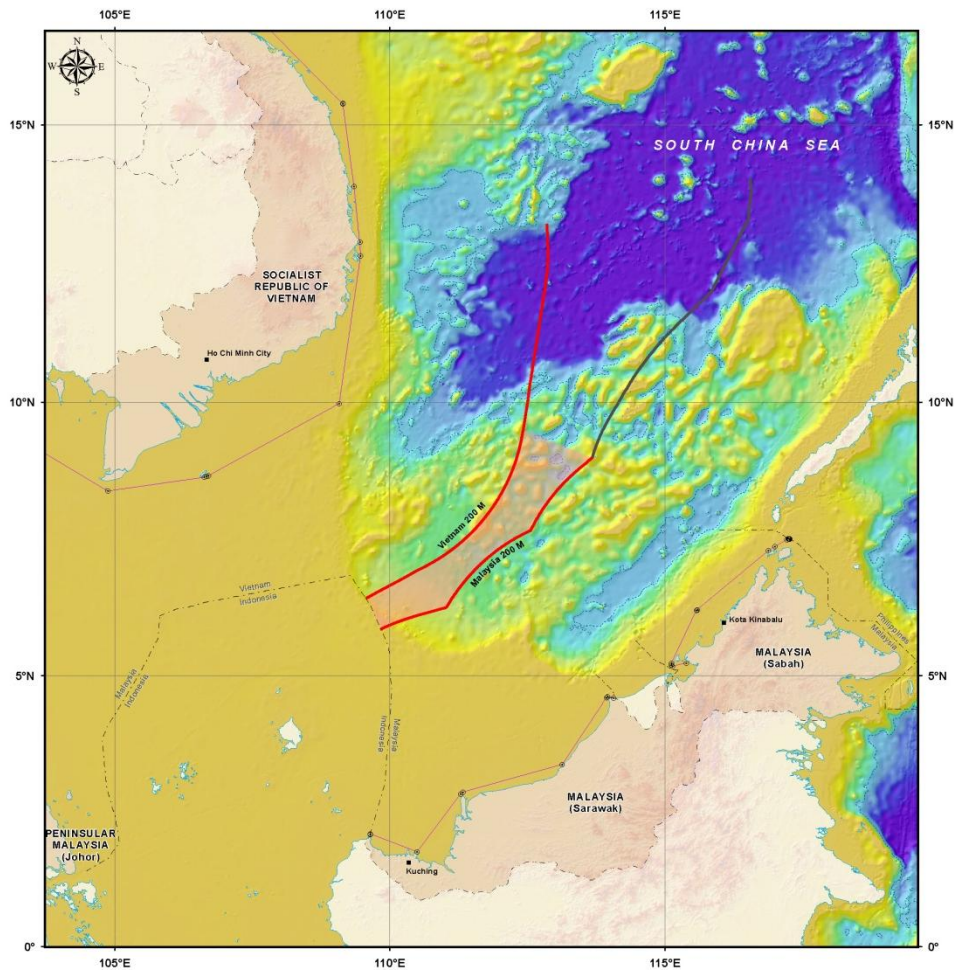 105°E
110°E
115°E
N
W
E
S
15°N
15°N
SOUTH CHINA SEA
SOCIALIST
REPUBLIC OF
VIETNAM
Ho Chi Minh City
10°N
10°N
Vietnam 200 M
Malaysia 200 M
Vietnam
Indonesia
Kota Kinabalu
Philippines
Malaysia
MALAYSIA
(Sabah)
5°N
5°N
Malaysia
Indonesia
Malaysia
Indonesia
MALAYSIA
(Sarawak)
PENINSULAR
MALAYSIA
(Johor)
Kuching
0°
0°
105°E
110°E
115°E